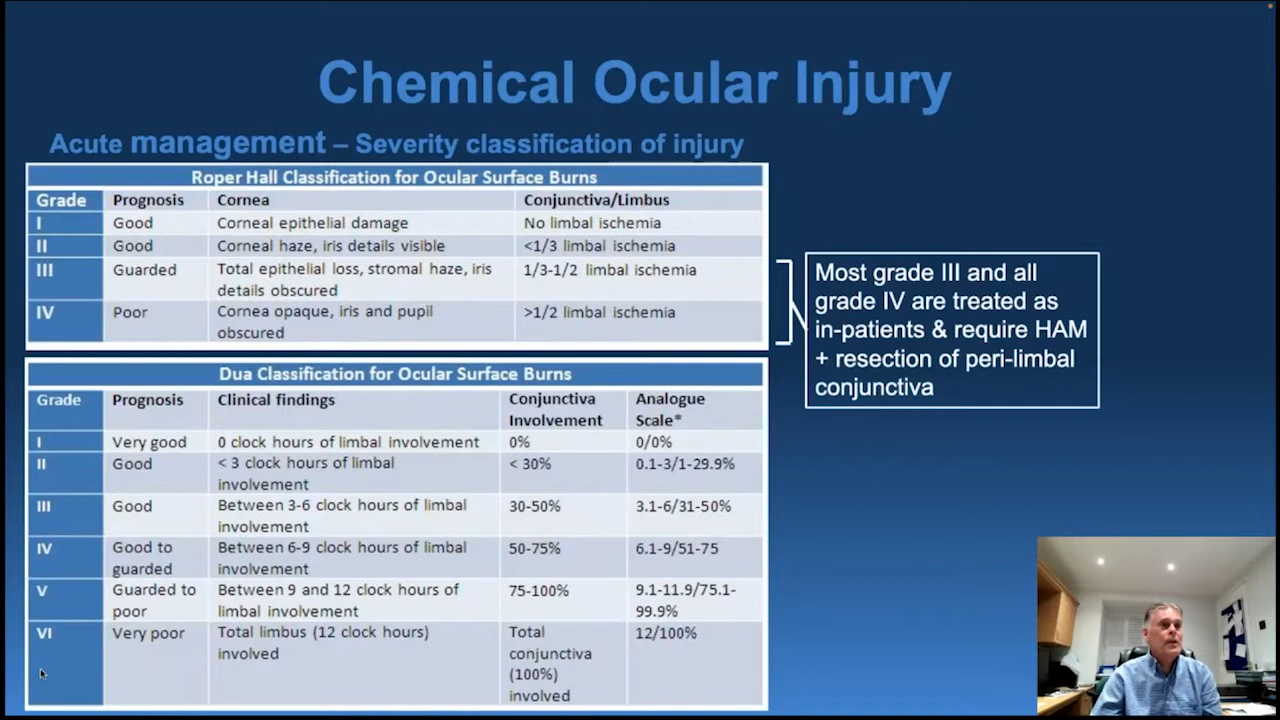 Chemical Ocular Injury
Acute management – Severity classification of injury
Roper Hall Classification for Ocular Surface Burns
Grade Prognosis Cornea Conjunctiva/Limbus
I Good Corneal epithelial damage No limbal ischemia
II Good Corneal haze, iris details visible <1/3 limbal ischemia
III Guarded Total epithelial loss, stromal haze, iris 1/3-1/2 limbal ischemia
details obscured
IV Poor Cornea opaque, iris and pupil >1/2 limbal ischemia
obscured
Most grade III and all
grade IV are treated as
in-patients & require HAM
+ resection of peri-limbal
conjunctiva
Dua Classification for Ocular Surface Burns
Grade Prognosis Clinical findings Conjunctiva Analogue
Involvement Scale*
I Very good 0 clock hours of limbal involvement 0% 0/0%
II Good < 3 clock hours of limbal < 30% 0.1-3/1-29.9%
involvement
III Good Between 3-6 clock hours of limbal 30-50% 3.1-6/31-50%
involvement
IV Good to Between 6-9 clock hours of limbal 50-75% 6.1-9/51-75
guarded involvement
V Guarded to Between 9 and 12 clock hours of 75-100% 9.1-11.9/75.1-
poor limbal involvement 99.9%
VI Very poor Total limbus (12 clock hours) Total 12/100%
involved conjunctiva
(100%)
involved